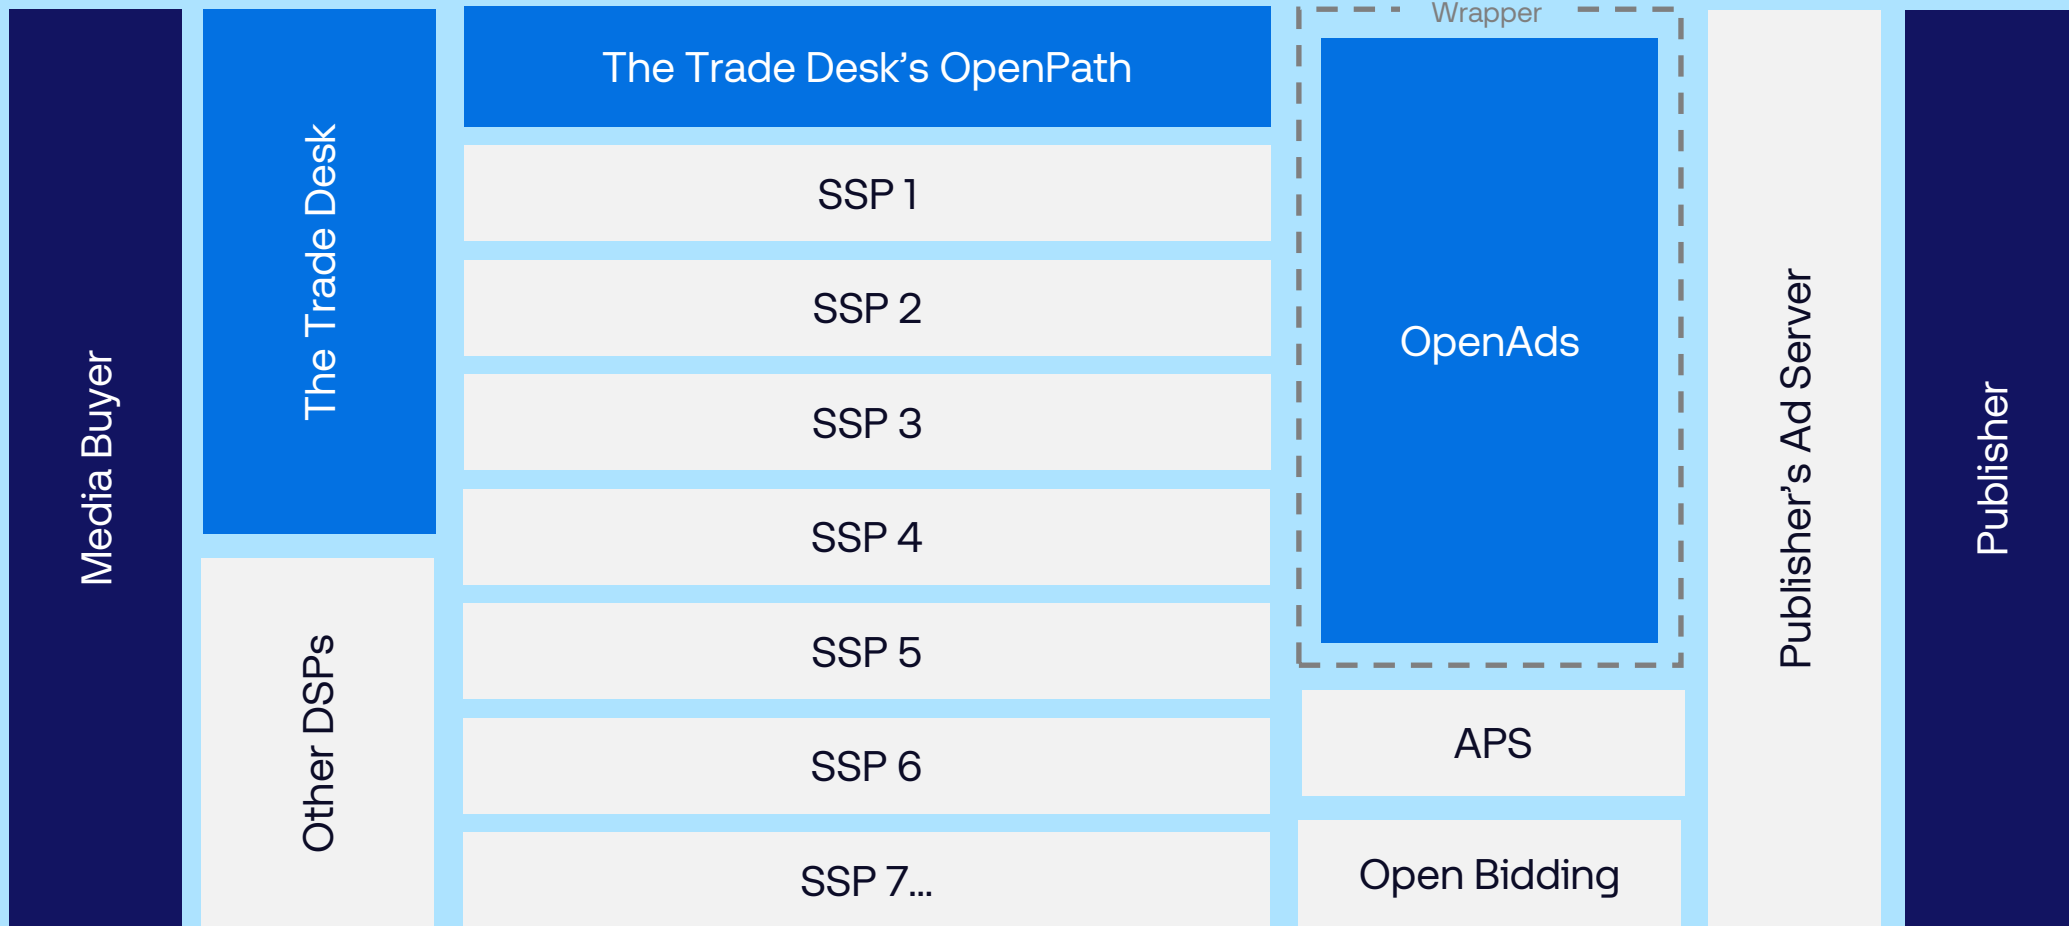 Media Buyer
The Trade Desk
Other DSPs
The Trade Desk’s OpenPath
SSP 1
SSP 2
SSP 3
SSP 4
SSP 5
SSP 6
SSP 7...
Wrapper
OpenAds
APS
Open Bidding
Publisher’s Ad Server
Publisher